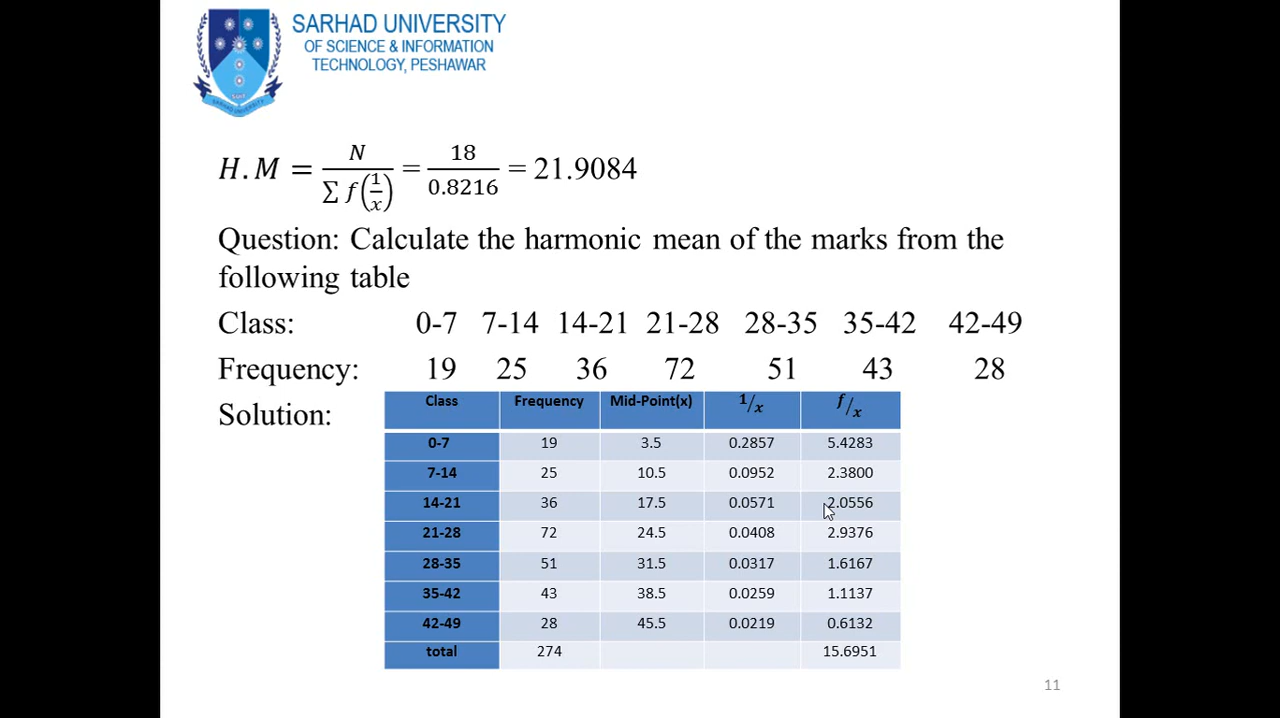 SARHAD UNIVERSITY
OF SCIENCE & INFORMATION
TECHNOLOGY, PESHAWAR
H.M = N / ∑ f(1/x) = 18 / 0.8216 = 21.9084
Question: Calculate the harmonic mean of the marks from the
following table
Class: 0-7 7-14 14-21 21-28 28-35 35-42 42-49
Frequency: 19 25 36 72 51 43 28
Solution:
Class Frequency Mid-Point(x) 1/x f/x
0-7 19 3.5 0.2857 5.4283
7-14 25 10.5 0.0952 2.3800
14-21 36 17.5 0.0571 2.0556
21-28 72 24.5 0.0408 2.9376
28-35 51 31.5 0.0317 1.6167
35-42 43 38.5 0.0259 1.1137
42-49 28 45.5 0.0219 0.6132
total 274 15.6951
11